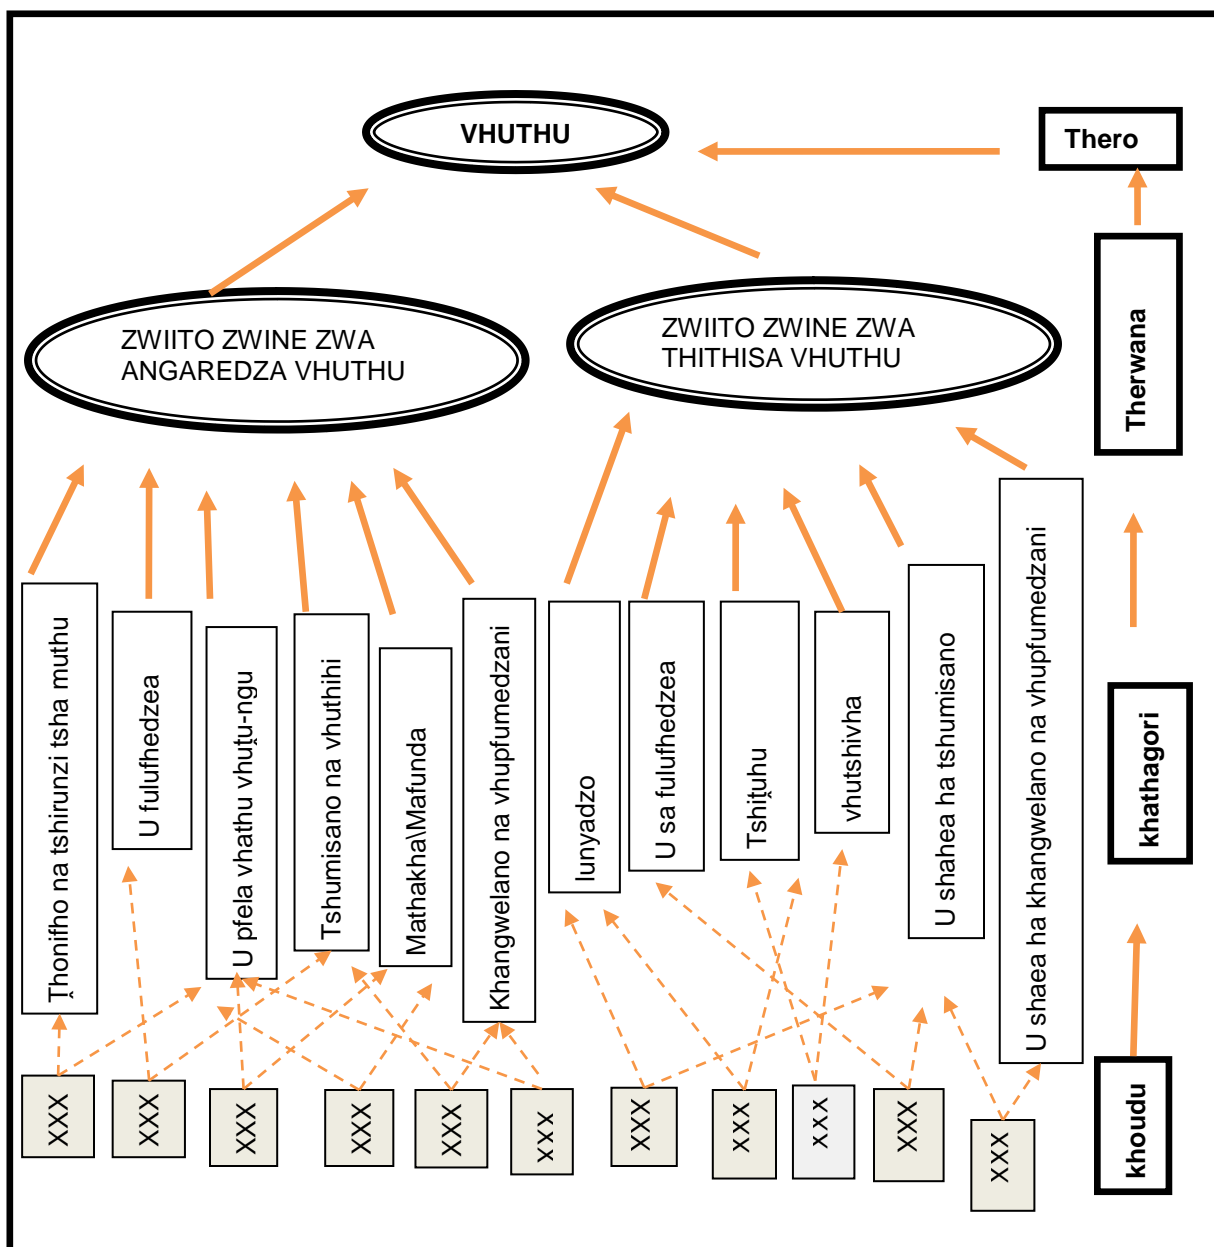 VHUTHU
Thero
ZWIITO ZWINE ZWA
ANGAREDZA VHUTHU
ZWIITO ZWINE ZWA
THITHISA VHUTHU
Therwana
Ṱhonifho na tshirunzi tsha muthu
U fulufhedzea
U pfela vhathu vhuṱu-ngu
Tshumisano na vhuthihi
Mathakha\Mafunda
Khangwelano na vhupfumedzani
lunyadzo
U sa fulufhedzea
Tshiṱuhu
vhutshivha
U shahea ha tshumisano
U shaea ha khangwelano na vhupfumedzani
khathagori
XXX
XXX
XXX
XXX
XXX
XXX
XXX
XXX
XXX
XXX
XXX
khoudu